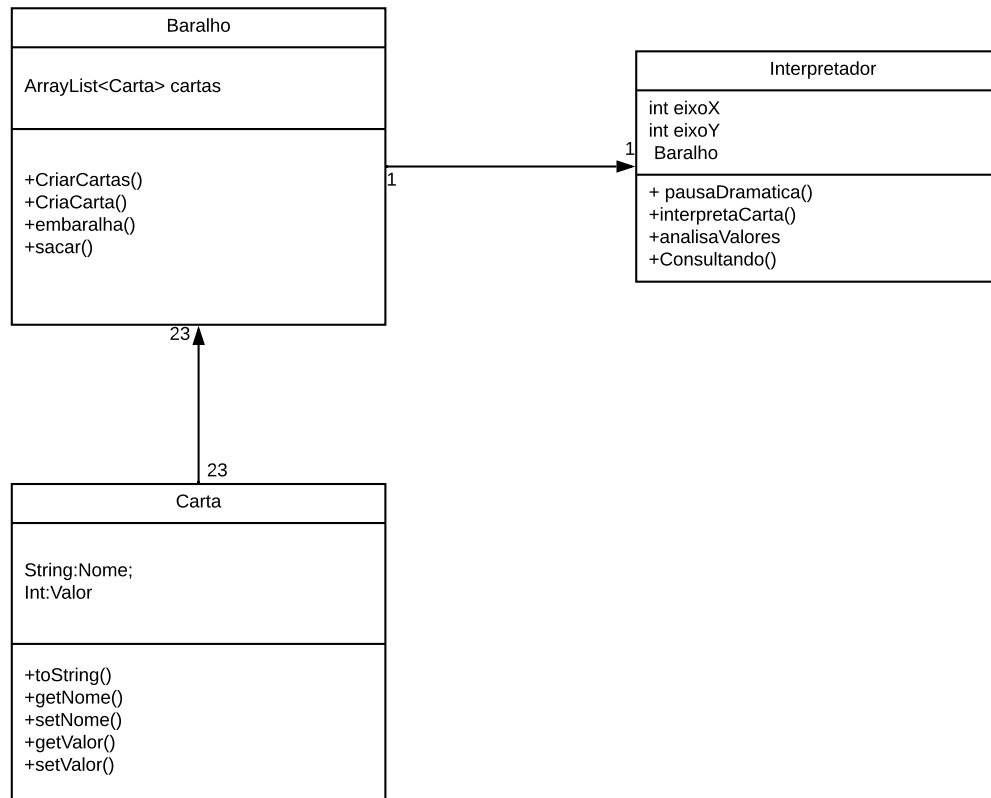 Baralho
ArrayList<Carta> cartas
+CriarCartas()
+CriaCarta()
+embaralha()
+sacar()
1
1
Interpretador
int eixoX
int eixoY
Baralho
+ pausaDramatica()
+interpretaCarta()
+analisaValores
+Consultando()
23
23
Carta
String:Nome;
Int:Valor
+toString()
+getNome()
+setNome()
+getValor()
+setValor()